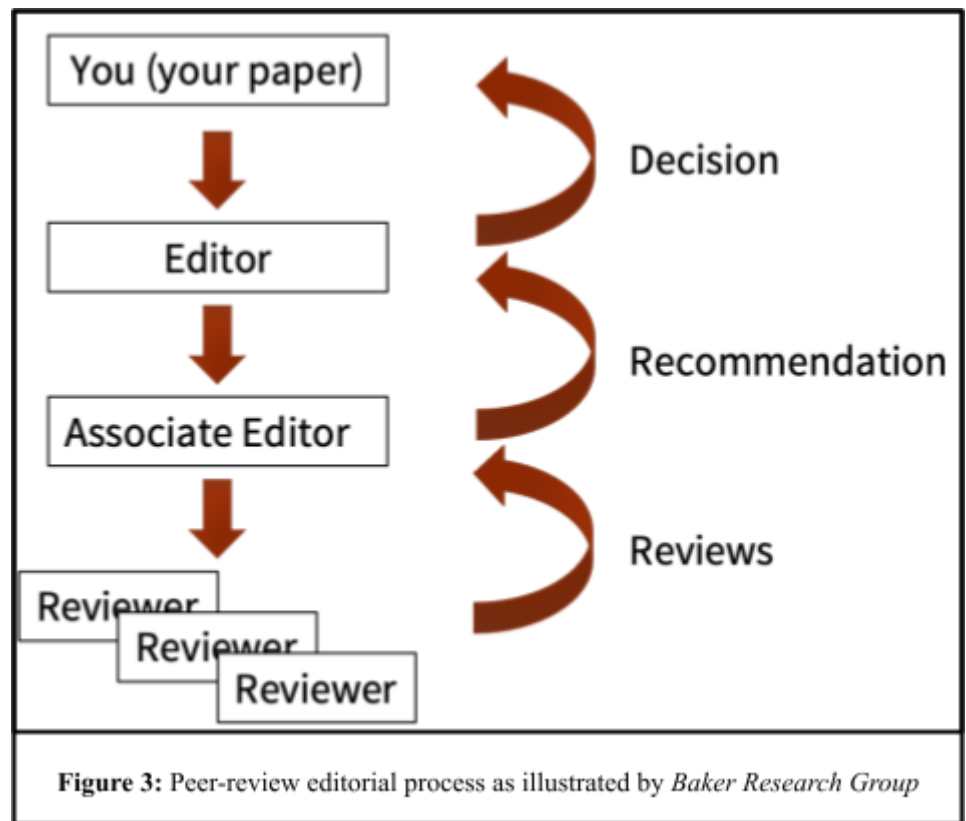 You (your paper)
Decision
Editor
Recommendation
Associate Editor
Reviews
Reviewer
Reviewer
Reviewer
Figure 3: Peer-review editorial process as illustrated by Baker Research Group